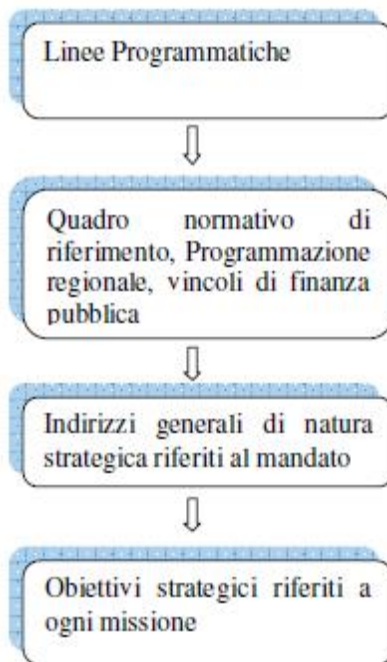 Linee Programmatiche
Quadro normativo di
riferimento, Programmazione
regionale, vincoli di finanza
pubblica
Indirizzi generali di natura
strategica riferiti al mandato
Obiettivi strategici riferiti a
ogni missione